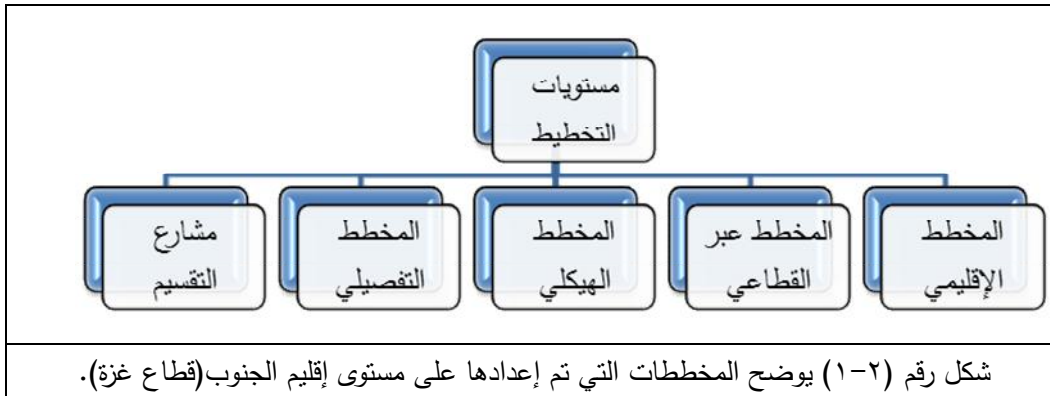 مستويات
التخطيط
المخطط
الإقليمي
المخطط عبر
القطاعي
المخطط
الهيكلي
المخطط
التفصيلي
مشارع
التقسيم
شكل رقم (٢-١) يوضح المخططات التي تم إعدادها على مستوى إقليم الجنوب(قطاع غزة).